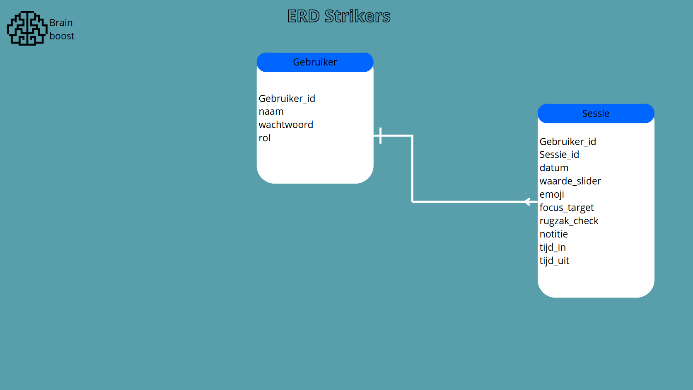 Brain
boost
ERD Strikers
Gebruiker
Gebruiker_id
naam
wachtwoord
rol
Sessie
Gebruiker_id
Sessie_id
datum
waarde_slider
emoji
focus_target
rugzak_check
notitie
tijd_in
tijd_uit